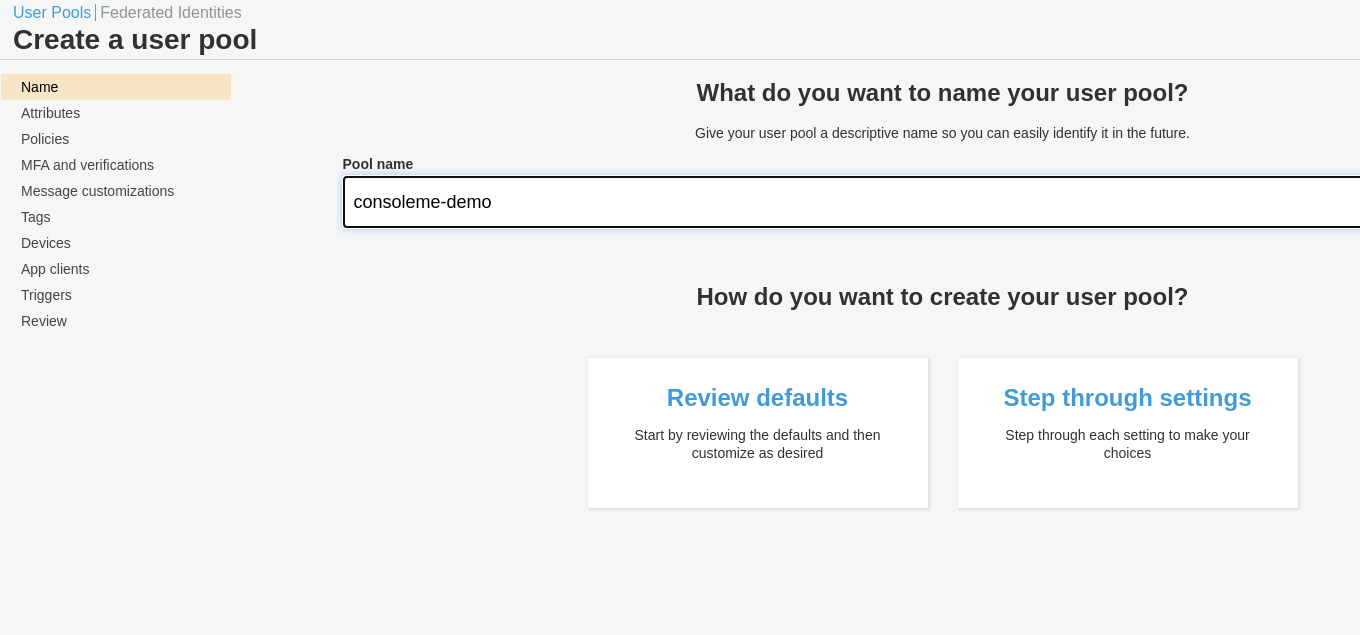 User Pools | Federated Identities
Create a user pool
Name
Attributes
Policies
MFA and verifications
Message customizations
Tags
Devices
App clients
Triggers
Review
What do you want to name your user pool?
Give your user pool a descriptive name so you can easily identify it in the future.
Pool name
consoleme-demo
How do you want to create your user pool?
Review defaults
Start by reviewing the defaults and then
customize as desired
Step through settings
Step through each setting to make your
choices